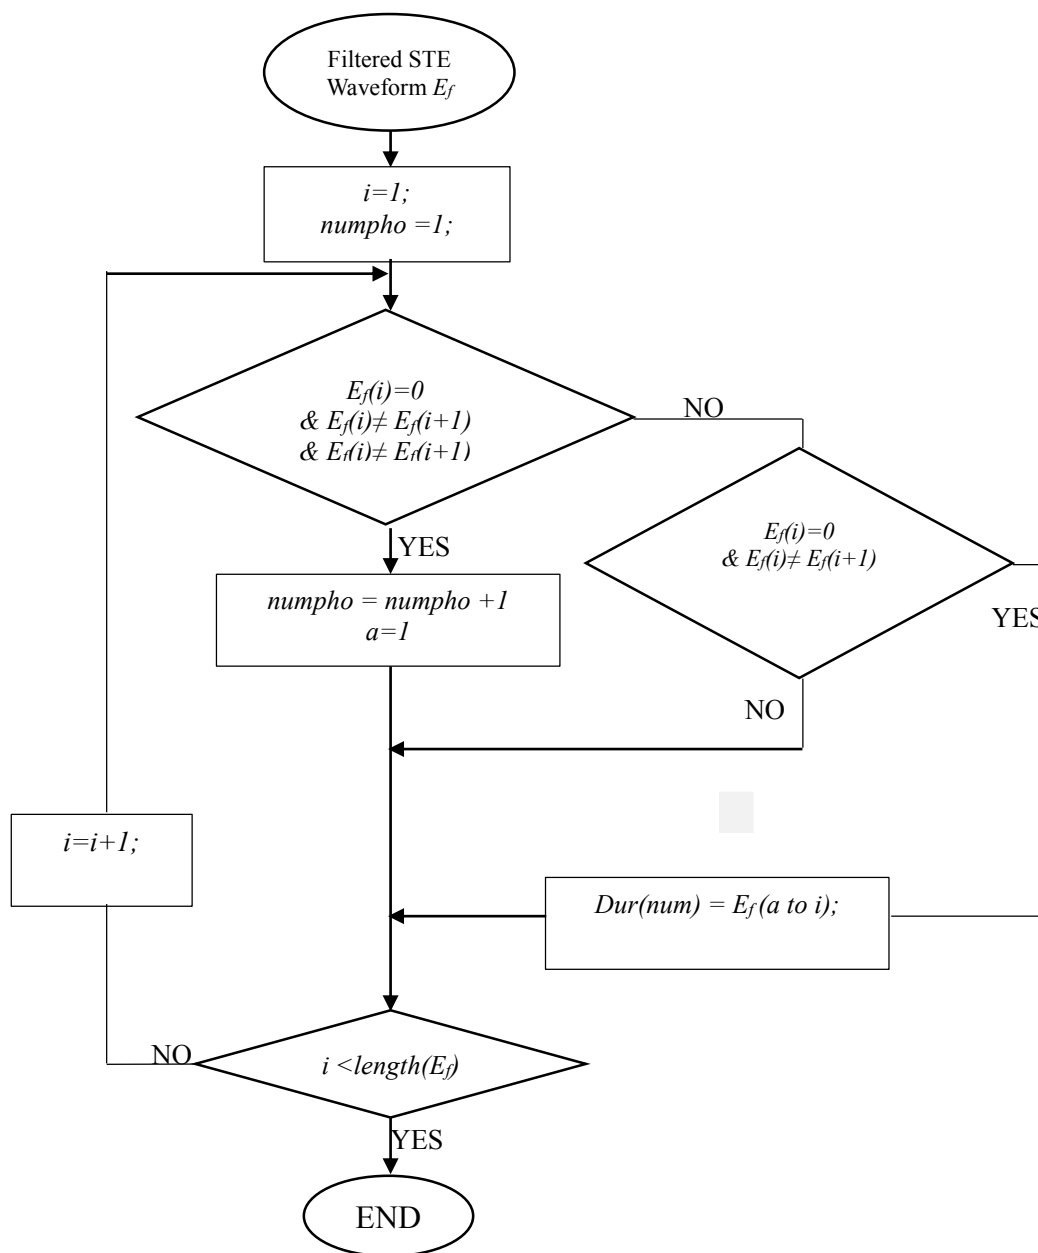 Filtered STE
Waveform Ef
i=1;
numpho =1;
Ef(i)=0
& Ef(i)≠ Ef(i+1)
& Ef(i)≠ Ef(i+1)
NO
Ef(i)=0
& Ef(i)≠ Ef(i+1)
YES
YES
numpho = numpho +1
a=1
NO
i=i+1;
Dur(num) = Ef (a to i);
NO
i <length(Ef)
YES
END